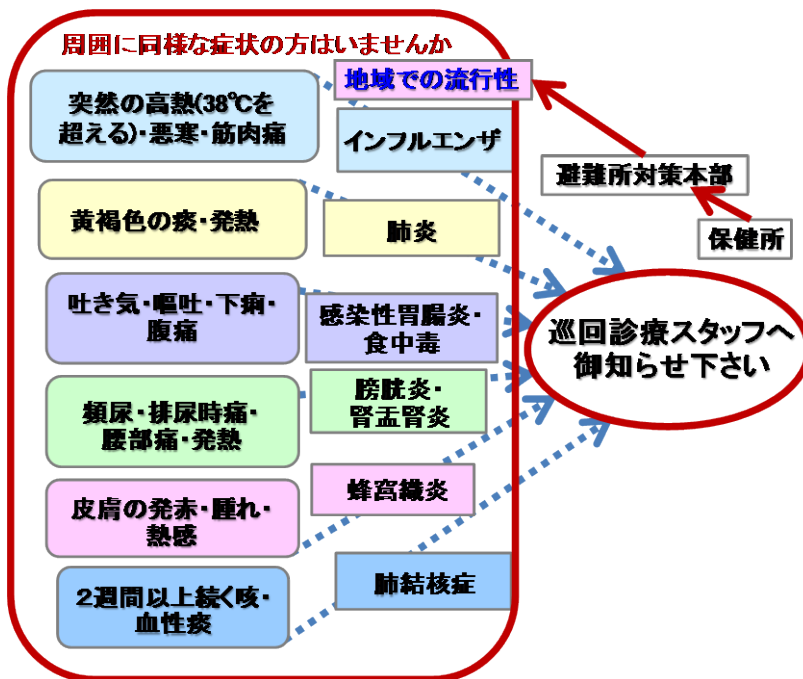 周囲に同様な症状の方はいませんか
地域での流行性
突然の高熱(38℃を
超える)・悪寒・筋肉痛
インフルエンザ
避難所対策本部
保健所
黄褐色の痰・発熱
肺炎
吐き気・嘔吐・下痢・
腹痛
感染性胃腸炎・
食中毒
巡回診療スタッフへ
御知らせ下さい
頻尿・排尿時痛・
腰部痛・発熱
膀胱炎・
腎盂腎炎
皮膚の発赤・腫れ・
熱感
蜂窩織炎
2週間以上続く咳・
血性痰
肺結核症